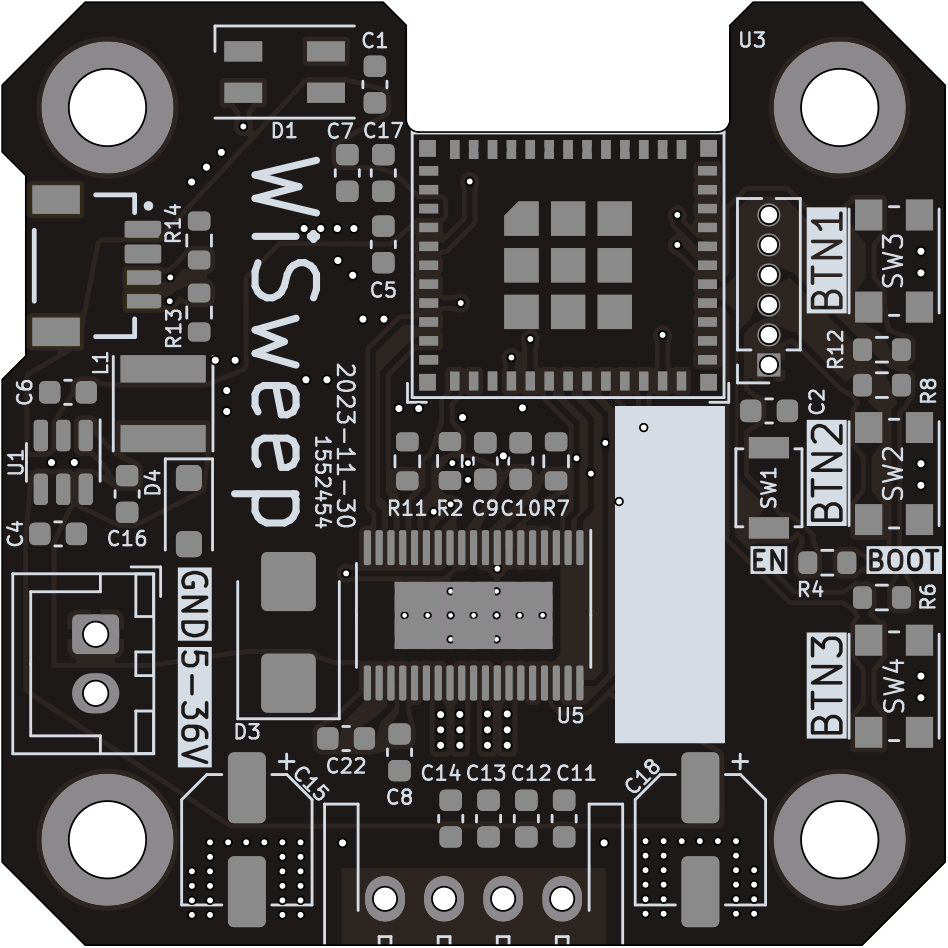 C1
U3
D1
C7
C17
R14
WiSweep
BTN1
SW3
C5
R13
L1
R12
C6
2023-11-30
1552454
R8
C2
U1
D4
C4
C16
R11
R2
C9
C10
R7
SW1
BTN2
SW2
EN
BOOT
R4
R6
GND
5-36V
BTN3
SW4
U5
D3
C22
C8
+
C15
C14
C13
C12
C11
C18
+